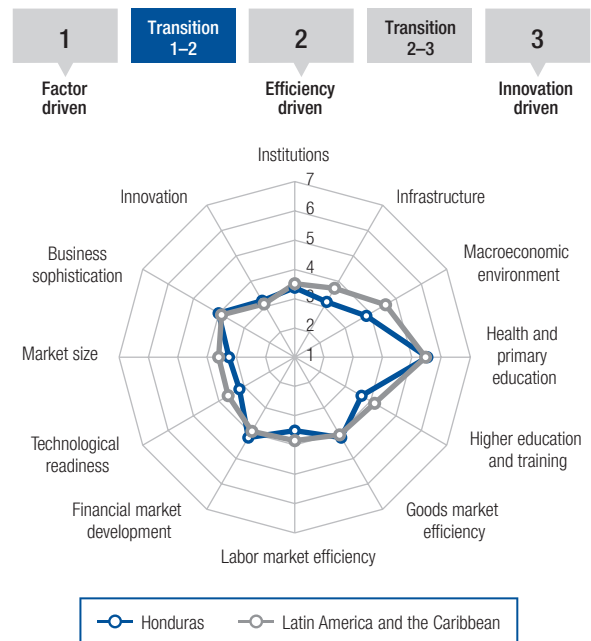 1
Transition
1–2
2
Transition
2–3
3
Factor
driven
Efficiency
driven
Innovation
driven
Institutions
Infrastructure
Macroeconomic
environment
Health and
primary
education
Higher education
and training
Goods market
efficiency
Labor market efficiency
Financial market
development
Technological
readiness
Market size
Business
sophistication
Innovation
7
6
5
4
3
2
1
Honduras
Latin America and the Caribbean